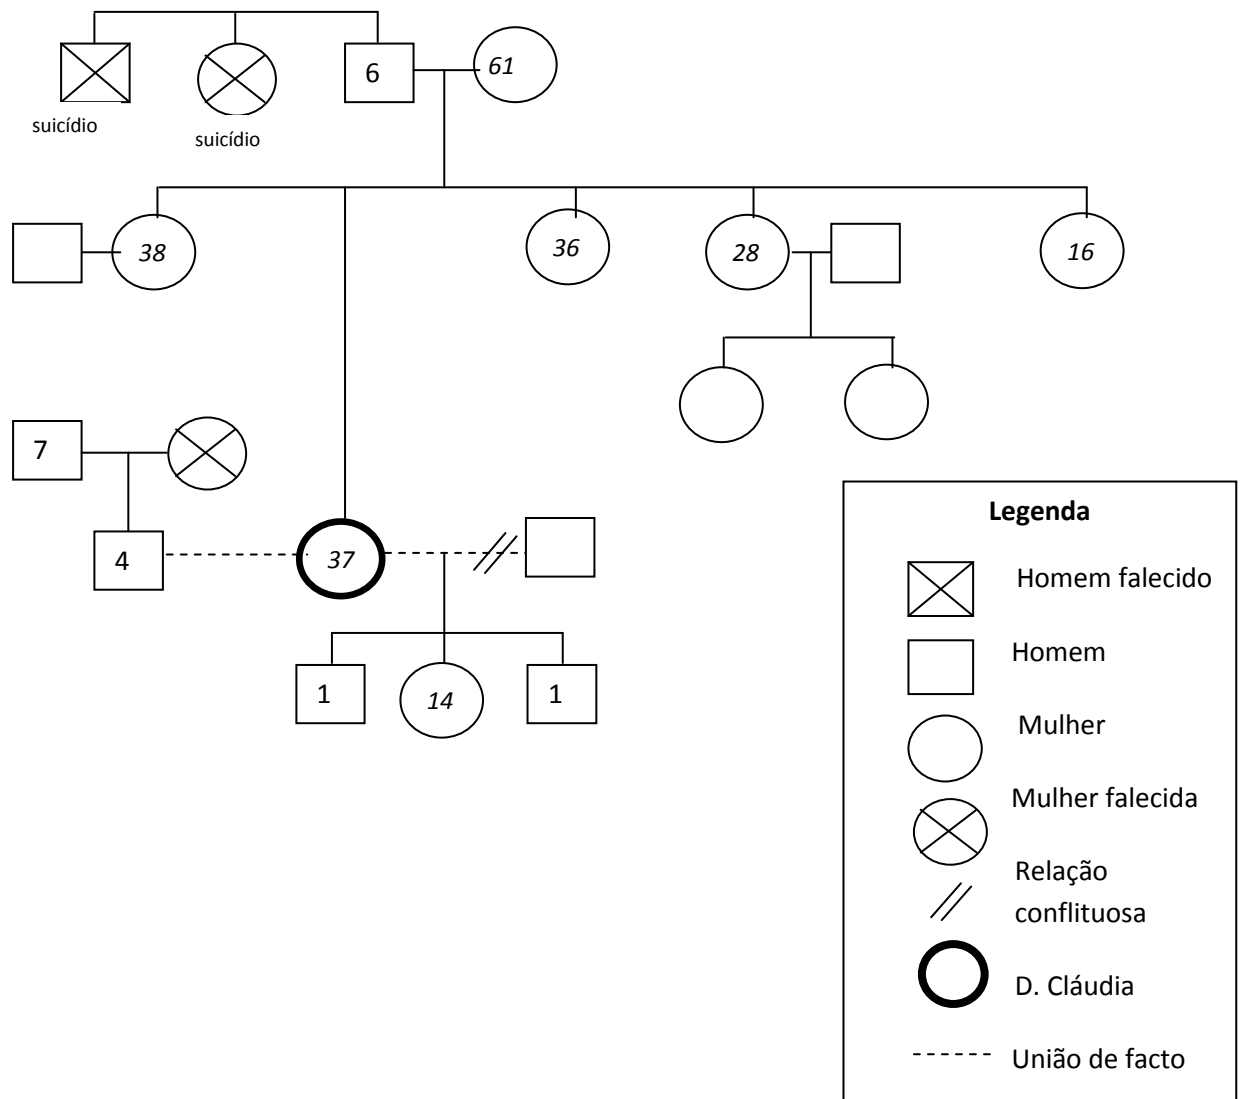 6
61
suicídio
suicídio
38
36
28
16
7
4
37
1
14
1
Legenda
Homem falecido
Homem
Mulher
Mulher falecida
Relação
conflituosa
D. Cláudia
União de facto